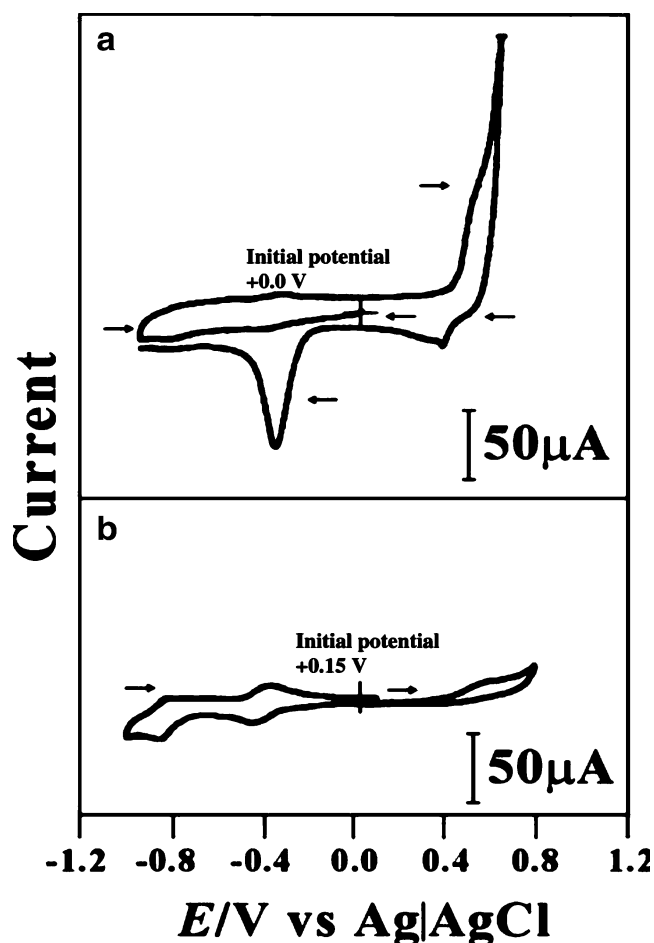 a
Initial potential
+0.0 V
50μA
Current
b
Initial potential
+0.15 V
50μA
-1.2 -0.8 -0.4 0.0 0.4 0.8 1.2
E/V vs Ag|AgCl